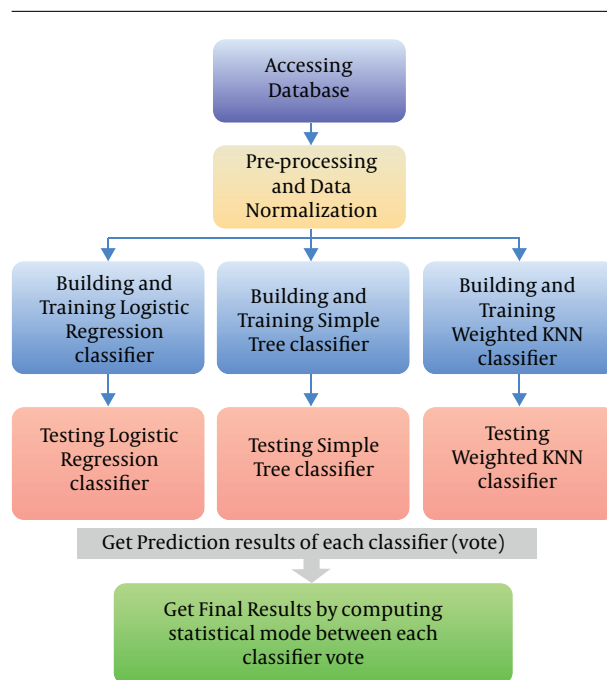 Accessing
Database
Pre-processing
and Data
Normalization
Building and
Training Logistic
Regression
classifier
Building and
Training Simple
Tree classifier
Building and
Training
Weighted KNN
classifier
Testing Logistic
Regression
classifier
Testing Simple
Tree classifier
Testing
Weighted KNN
classifier
Get Prediction results of each classifier (vote)
Get Final Results by computing
statistical mode between each
classifier vote